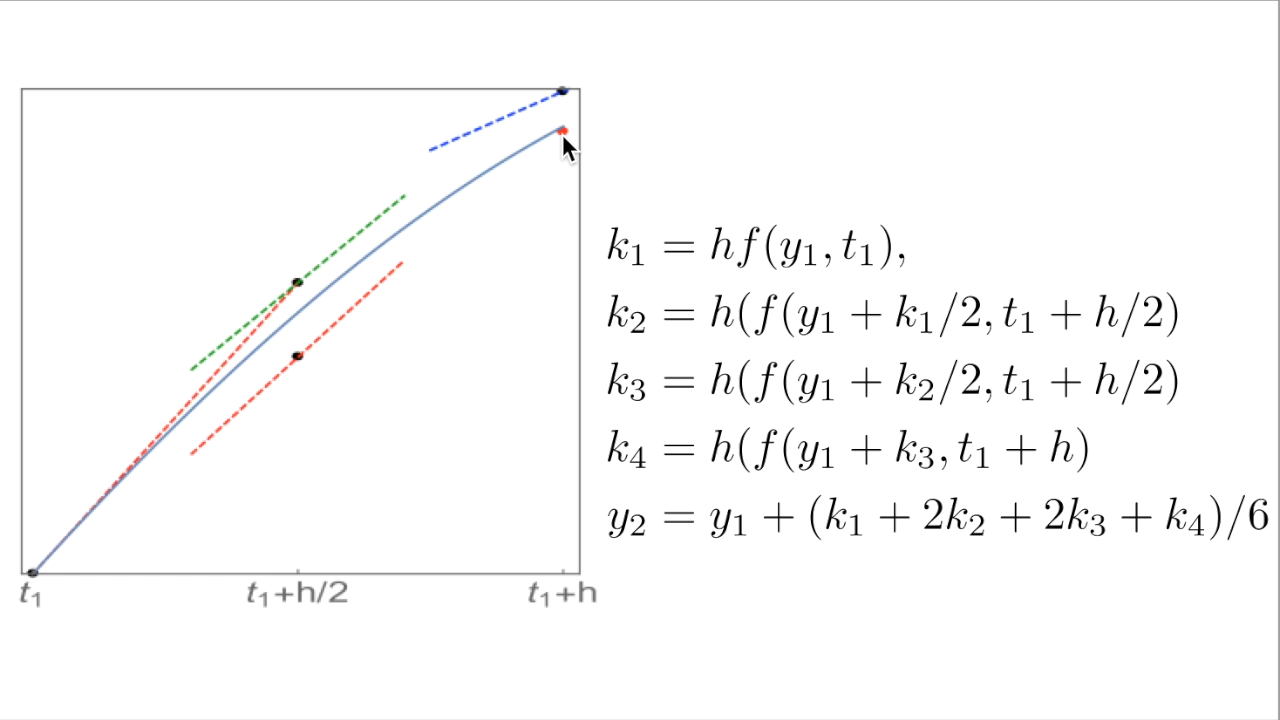 k₁ = hf(y₁, t₁),
k₂ = h(f(y₁ + k₁/2, t₁ + h/2)
k₃ = h(f(y₁ + k₂/2, t₁ + h/2)
k₄ = h(f(y₁ + k₃, t₁ + h)
y₂ = y₁ + (k₁ + 2k₂ + 2k₃ + k₄)/6
t₁ t₁+h/2 t₁+h